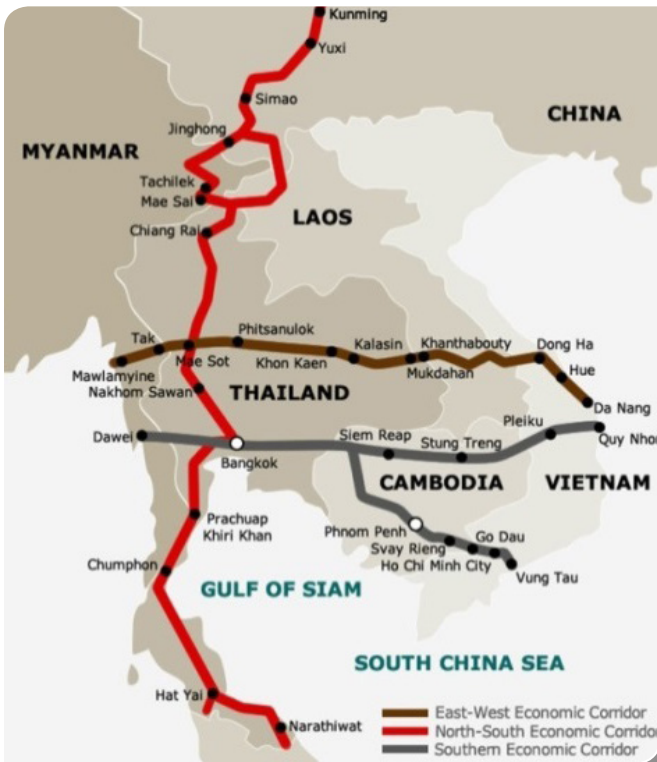 Kunming
Yuxi
Simao
CHINA
Jinghong
MYANMAR
Tachilek
Mae Sai
LAOS
Chiang Rai
Tak
Phitsanulok
Kalasin
Khanthabouty
Dong Ha
Mae Sot
Khon Kaen
Mukdahan
Hue
Mawlamyine
Nakhom Sawan
THAILAND
Da Nang
Pleiku
Dawei
Siem Reap
Stung Treng
Quy Nhon
Bangkok
CAMBODIA
VIETNAM
Prachuap
Khiri Khan
Phnom Penh
Go Dau
Svay Rieng
Ho Chi Minh City
Chumphon
Vung Tau
GULF OF SIAM
SOUTH CHINA SEA
Hat Yai
Narathiwat
East-West Economic Corridor
North-South Economic Corridor
Southern Economic Corridor